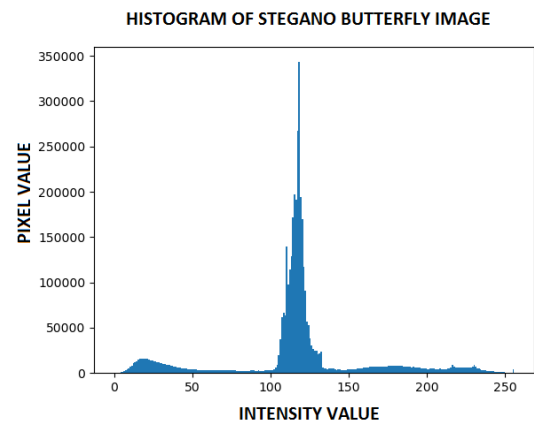 HISTOGRAM OF STEGANO BUTTERFLY IMAGE
350000
300000
250000
200000
150000
100000
50000
0
PIXEL VALUE
0 50 100 150 200 250
INTENSITY VALUE